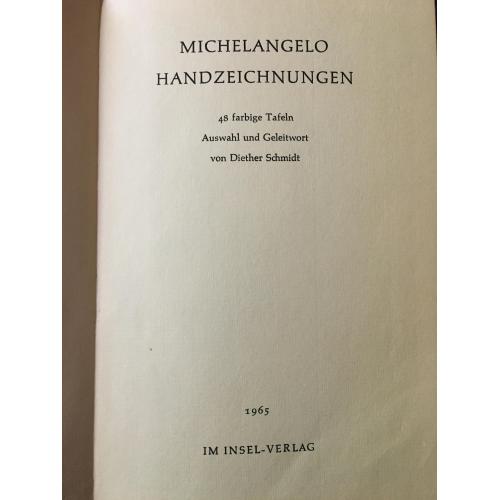 MICHELANGELO
HANDZEICHNUNGEN
48 farbige Tafeln
Auswahl und Geleitwort
von Diether Schmidt
1965
IM INSEL-VERLAG